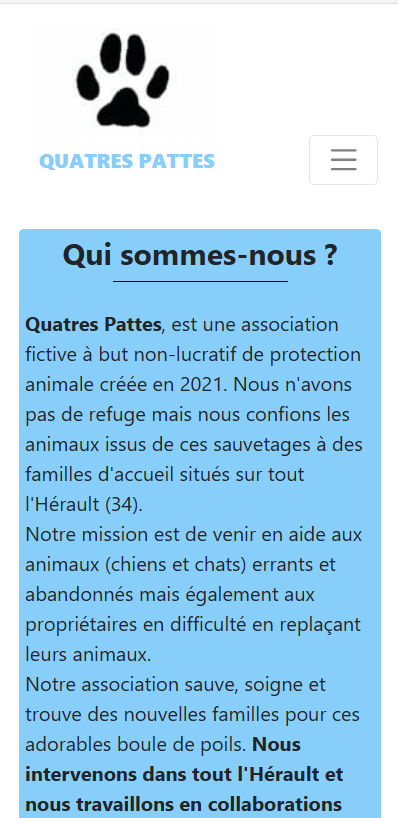 QUATRES PATTES
Qui sommes-nous ?
Quatres Pattes, est une association
fictive à but non-lucratif de protection
animale créée en 2021. Nous n'avons
pas de refuge mais nous confions les
animaux issus de ces sauvetages à des
familles d'accueil situés sur tout
l'Hérault (34).
Notre mission est de venir en aide aux
animaux (chiens et chats) errants et
abandonnés mais également aux
propriétaires en difficulté en replaçant
leurs animaux.
Notre association sauve, soigne et
trouve des nouvelles familles pour ces
adorables boule de poils. Nous
intervenons dans tout l'Hérault et
nous travaillons en collaborations